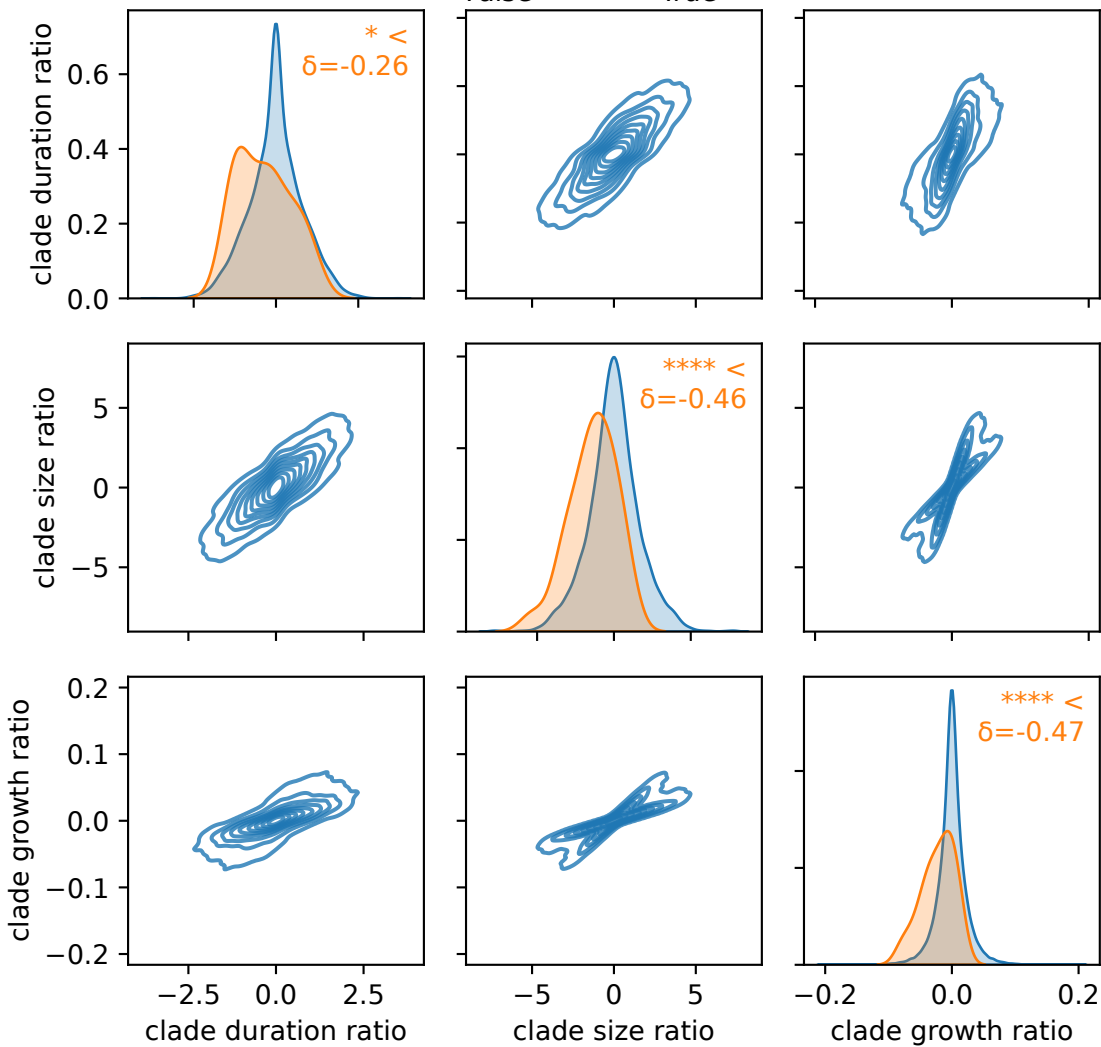 * <
δ=-0.26
clade duration ratio
0.6
0.4
0.2
0.0
**** <
δ=-0.46
clade size ratio
5
0
−5
**** <
δ=-0.47
clade growth ratio
0.2
0.1
0.0
−0.1
−0.2
−2.5 0.0 2.5
−5 0 5
−0.2 0.0 0.2
clade duration ratio
clade size ratio
clade growth ratio